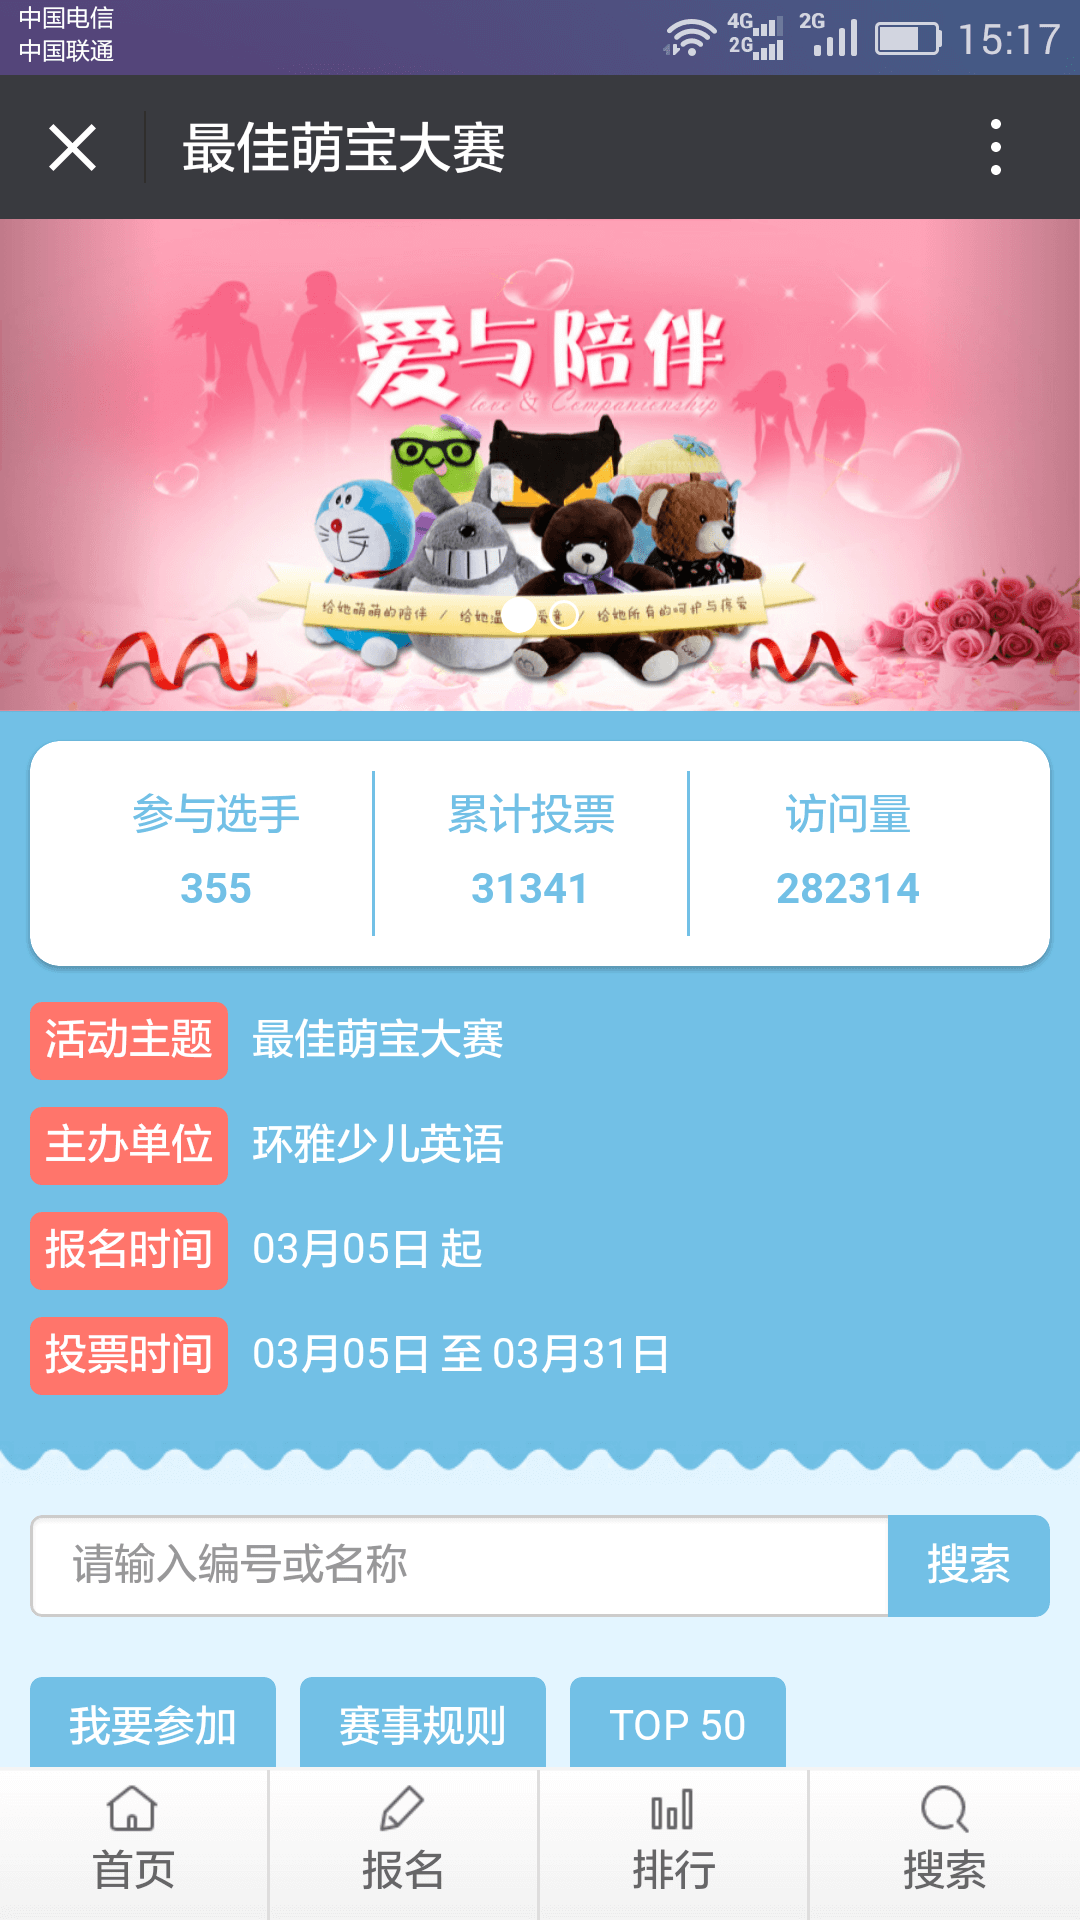 中国电信
中国联通
4G
2G
2G
15:17
最佳萌宝大赛
爱与陪伴
love & Companionship
给她萌萌的陪伴 / 给她温 爱意 / 给她所有的呵护与疼爱
参与选手 累计投票 访问量
355 31341 282314
活动主题 最佳萌宝大赛
主办单位 环雅少儿英语
报名时间 03月05日 起
投票时间 03月05日 至 03月31日
请输入编号或名称 搜索
我要参加 赛事规则 TOP 50
首页 报名 排行 搜索